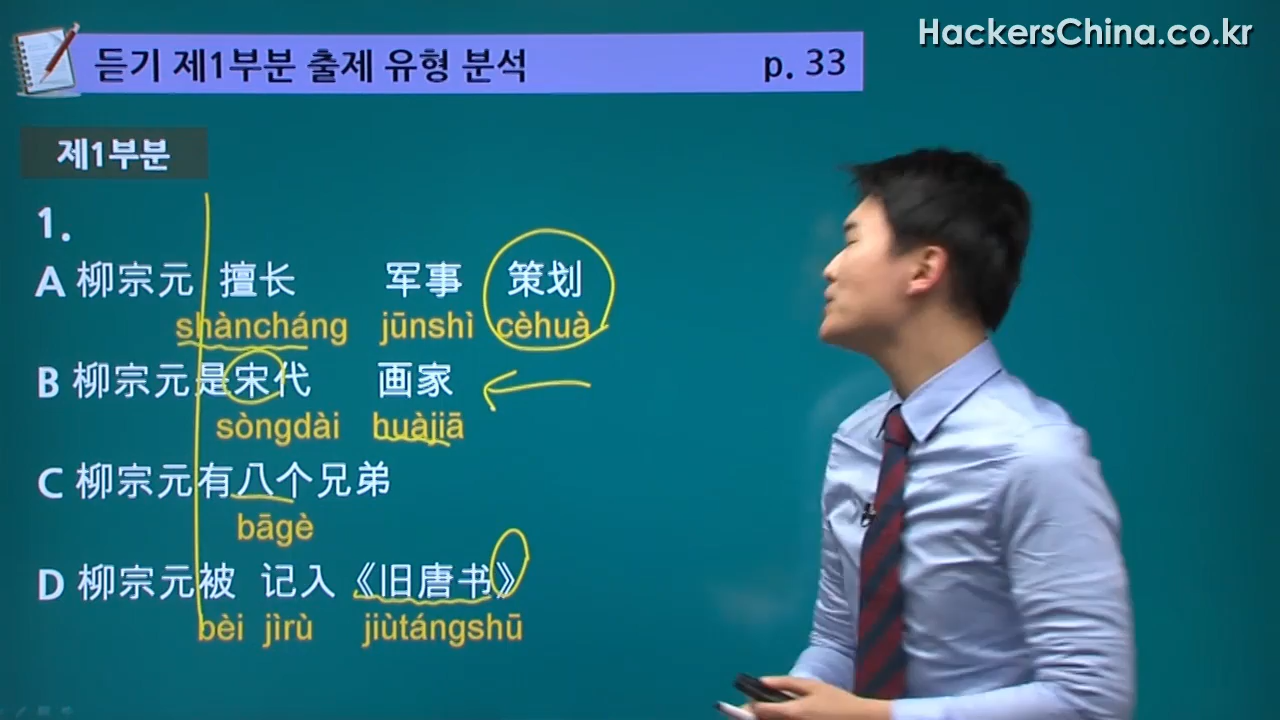 HackersChina.co.kr
듣기 제1부분 출제 유형 분석 p. 33
제1부분
1.
A 柳宗元 擅长 军事 策划
shàncháng jūnshì cèhuà
B 柳宗元是宋代 画家
sòngdài huàjiā
C 柳宗元有八个兄弟
bāgè
D 柳宗元被 记入《旧唐书》
bèi jìrù jiùtángshū